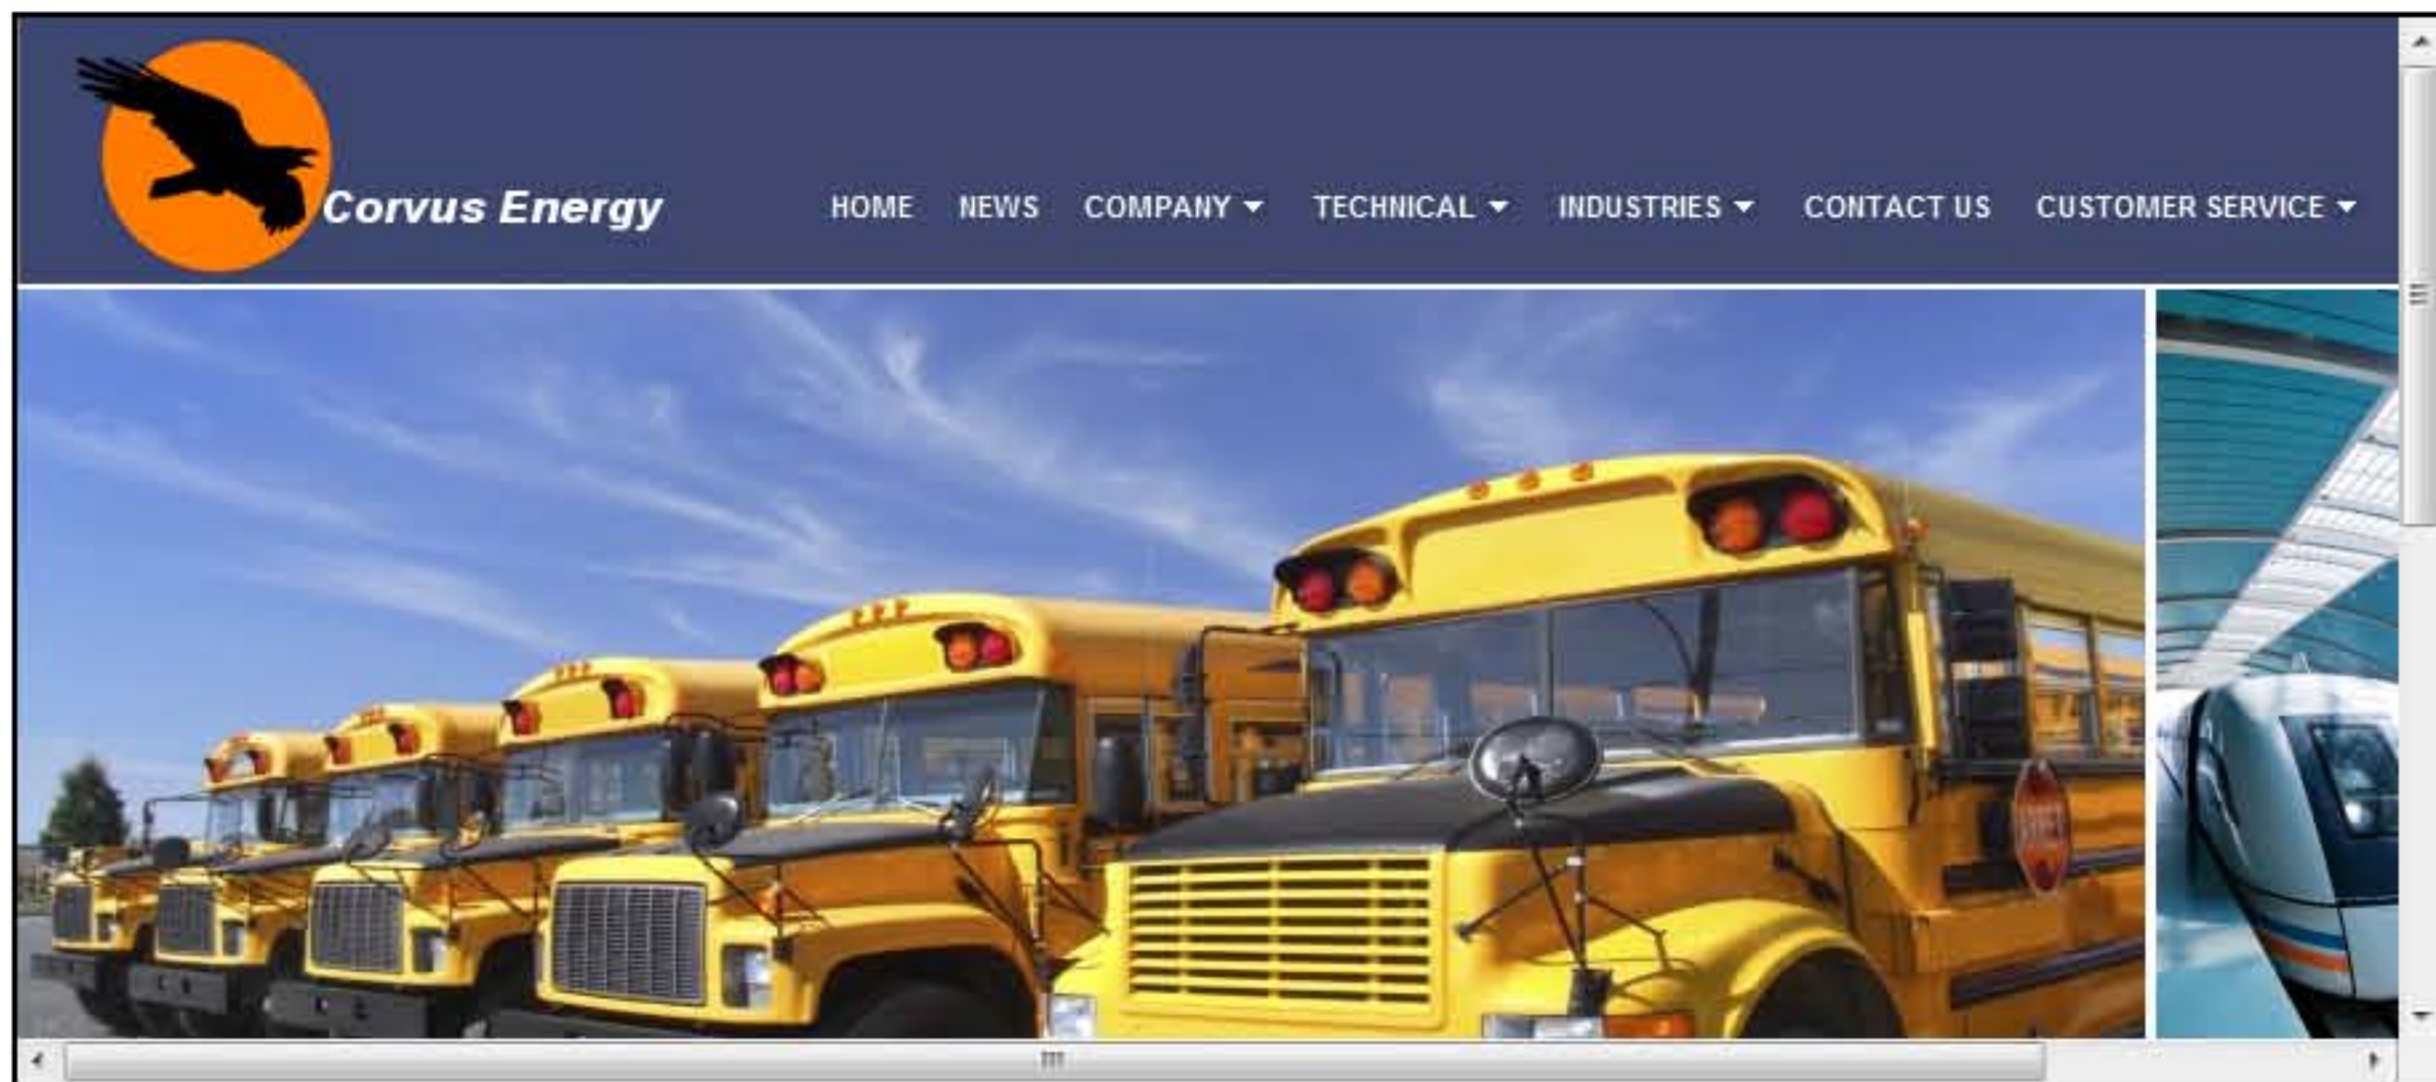 Corvus Energy
HOME NEWS COMPANY TECHNICAL INDUSTRIES CONTACT US CUSTOMER SERVICE